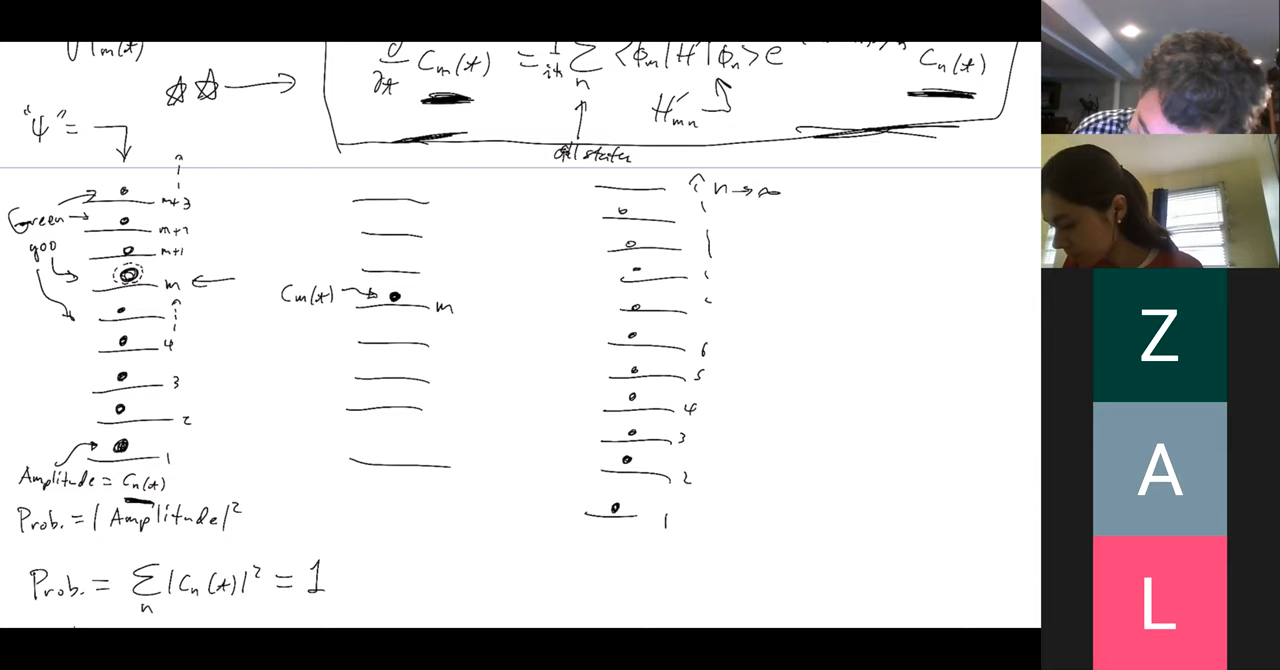 ∂/∂t Cm(t) = 1/iħ Σn <ϕm|H'|ϕn> e Cn(t)
H'mn
all states
"Ψ" =
m+3
Green
m+2
goo
m+1
m
4
3
2
1
Amplitude = Cn(t)
Prob. = |Amplitude|²
Prob. = Σn |Cn(t)|² = 1
Cm(t)
m
n → ∞
6
5
4
3
2
1
Z
A
L